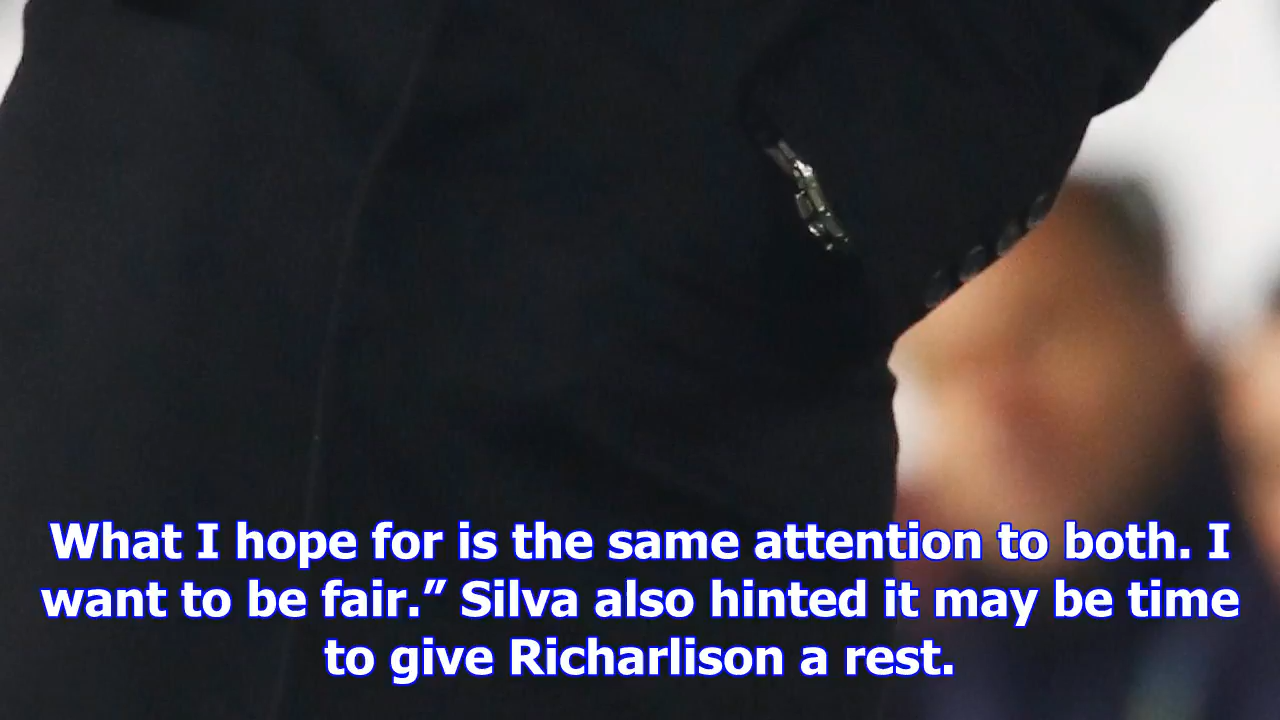 What I hope for is the same attention to both. I
want to be fair.” Silva also hinted it may be time
to give Richarlison a rest.